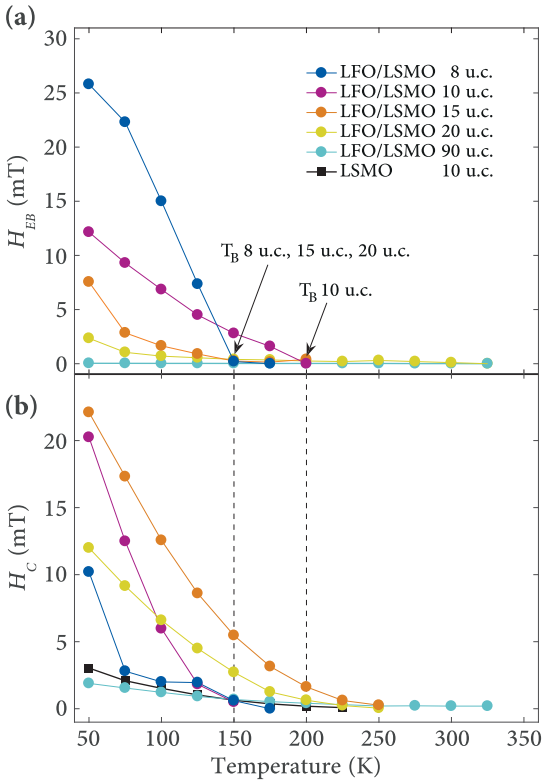 (a)
30
25
20
15
10
5
0
H_EB (mT)
LFO/LSMO 8 u.c.
LFO/LSMO 10 u.c.
LFO/LSMO 15 u.c.
LFO/LSMO 20 u.c.
LFO/LSMO 90 u.c.
LSMO 10 u.c.
T_B 8 u.c., 15 u.c., 20 u.c.
T_B 10 u.c.
(b)
20
15
10
5
0
H_C (mT)
50 100 150 200 250 300 350
Temperature (K)